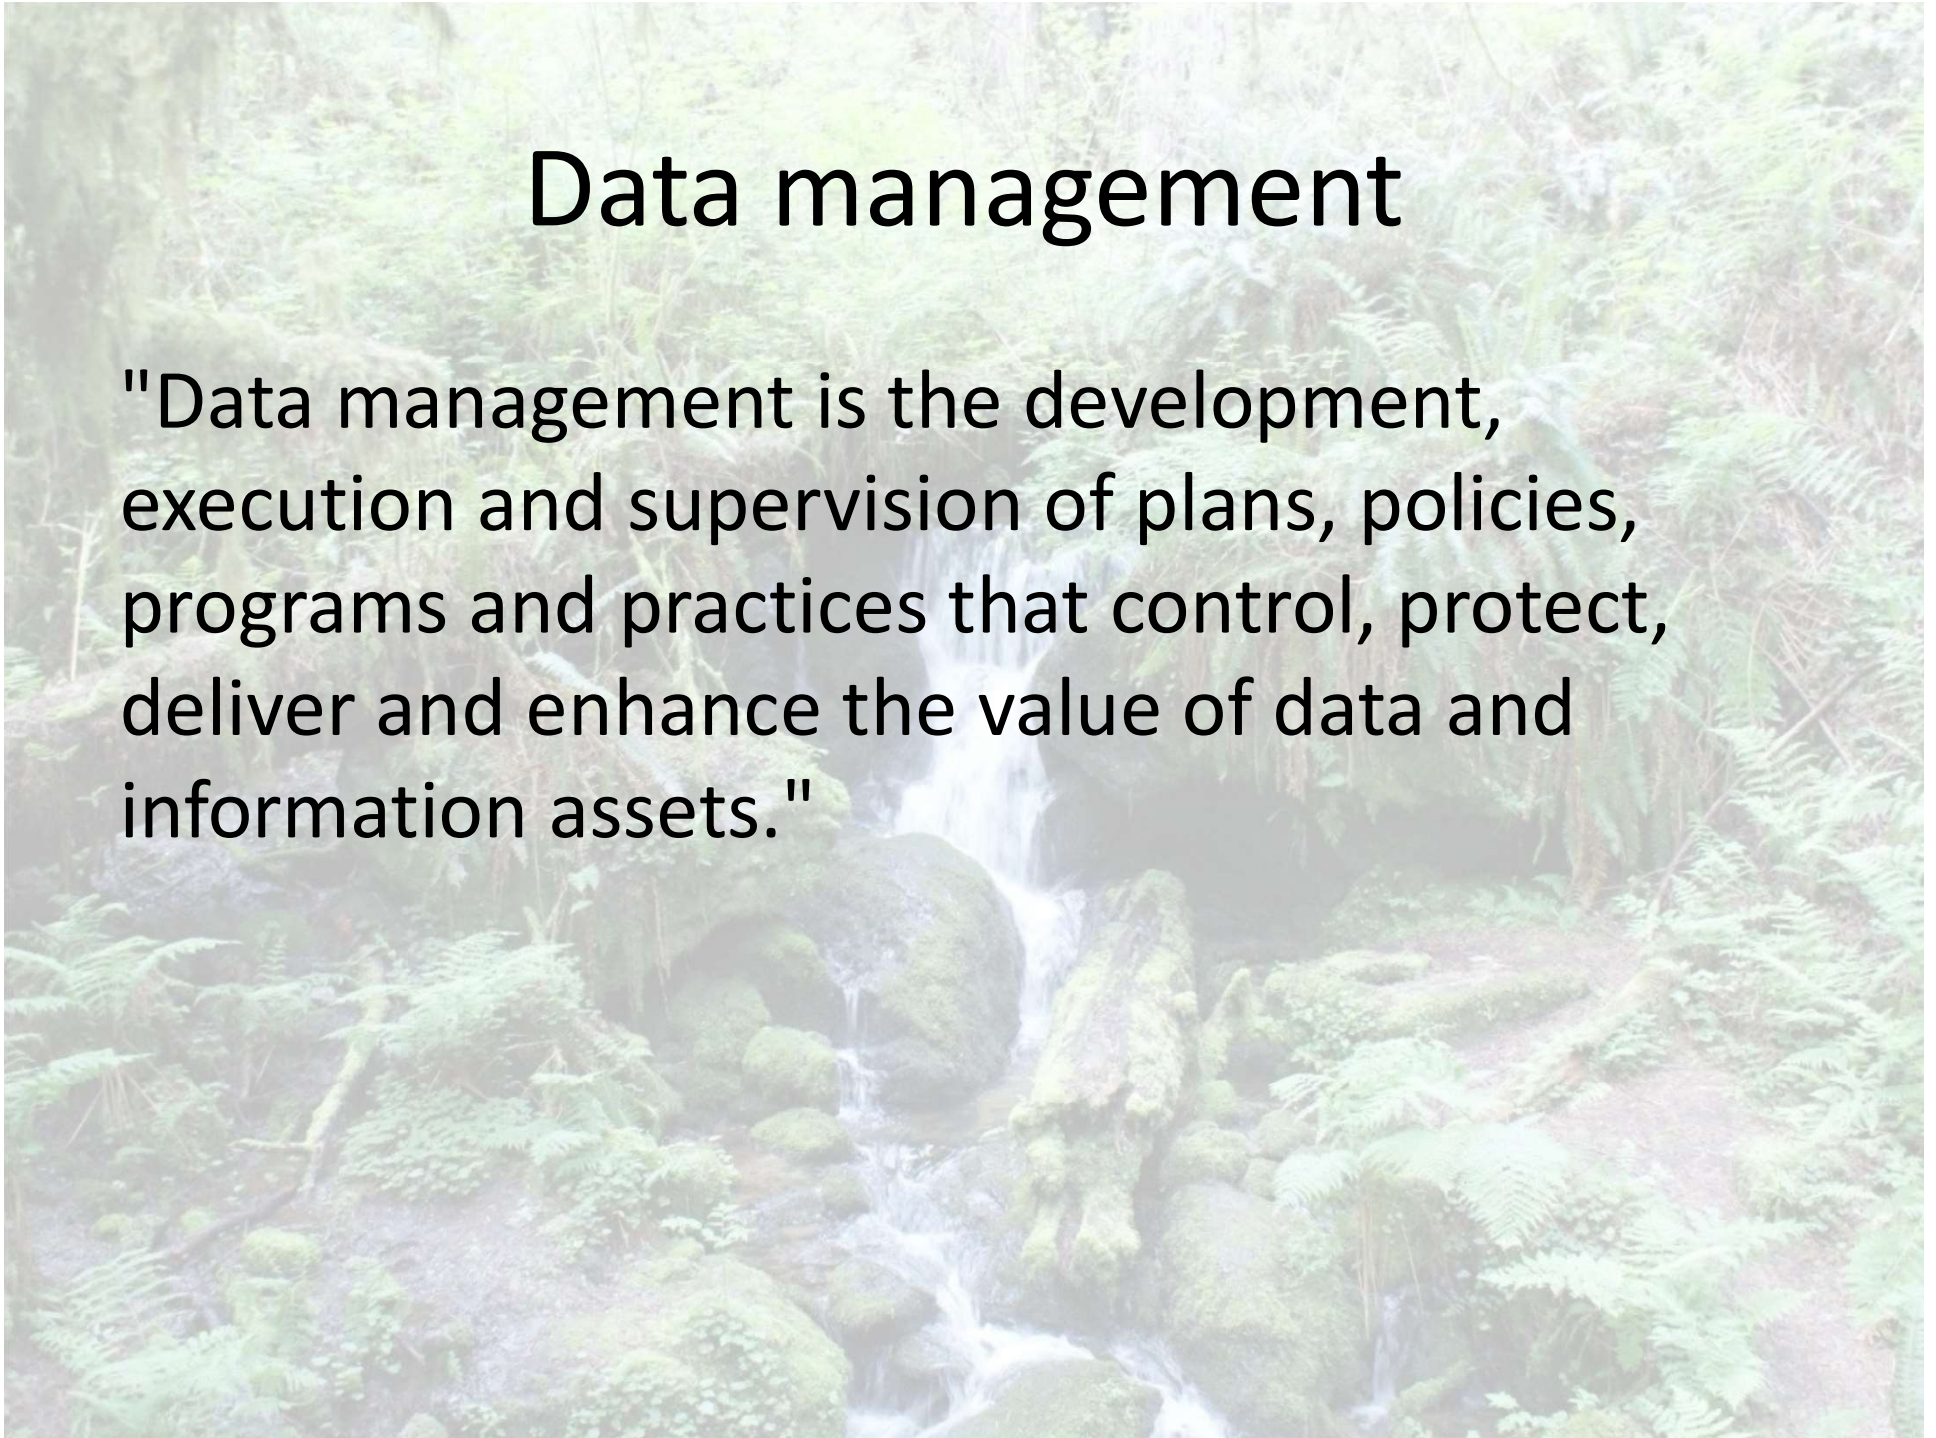 Data management
"Data management is the development,
execution and supervision of plans, policies,
programs and practices that control, protect,
deliver and enhance the value of data and
information assets."